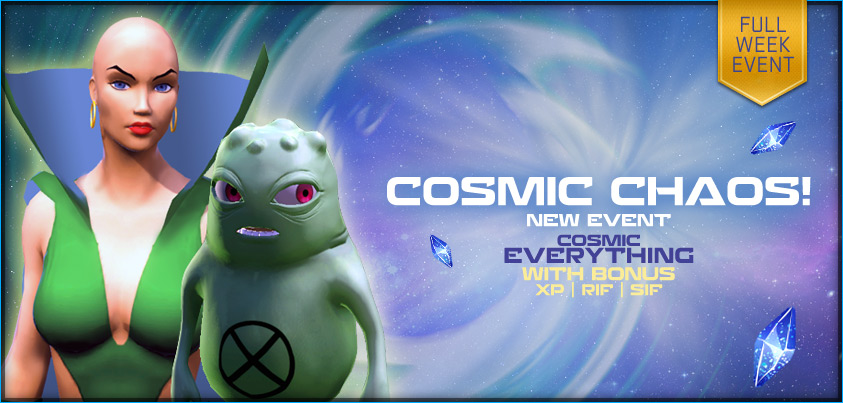 FULL
WEEK
EVENT
COSMIC CHAOS!
NEW EVENT
COSMIC
EVERYTHING
WITH BONUS
XP | RIF | SIF